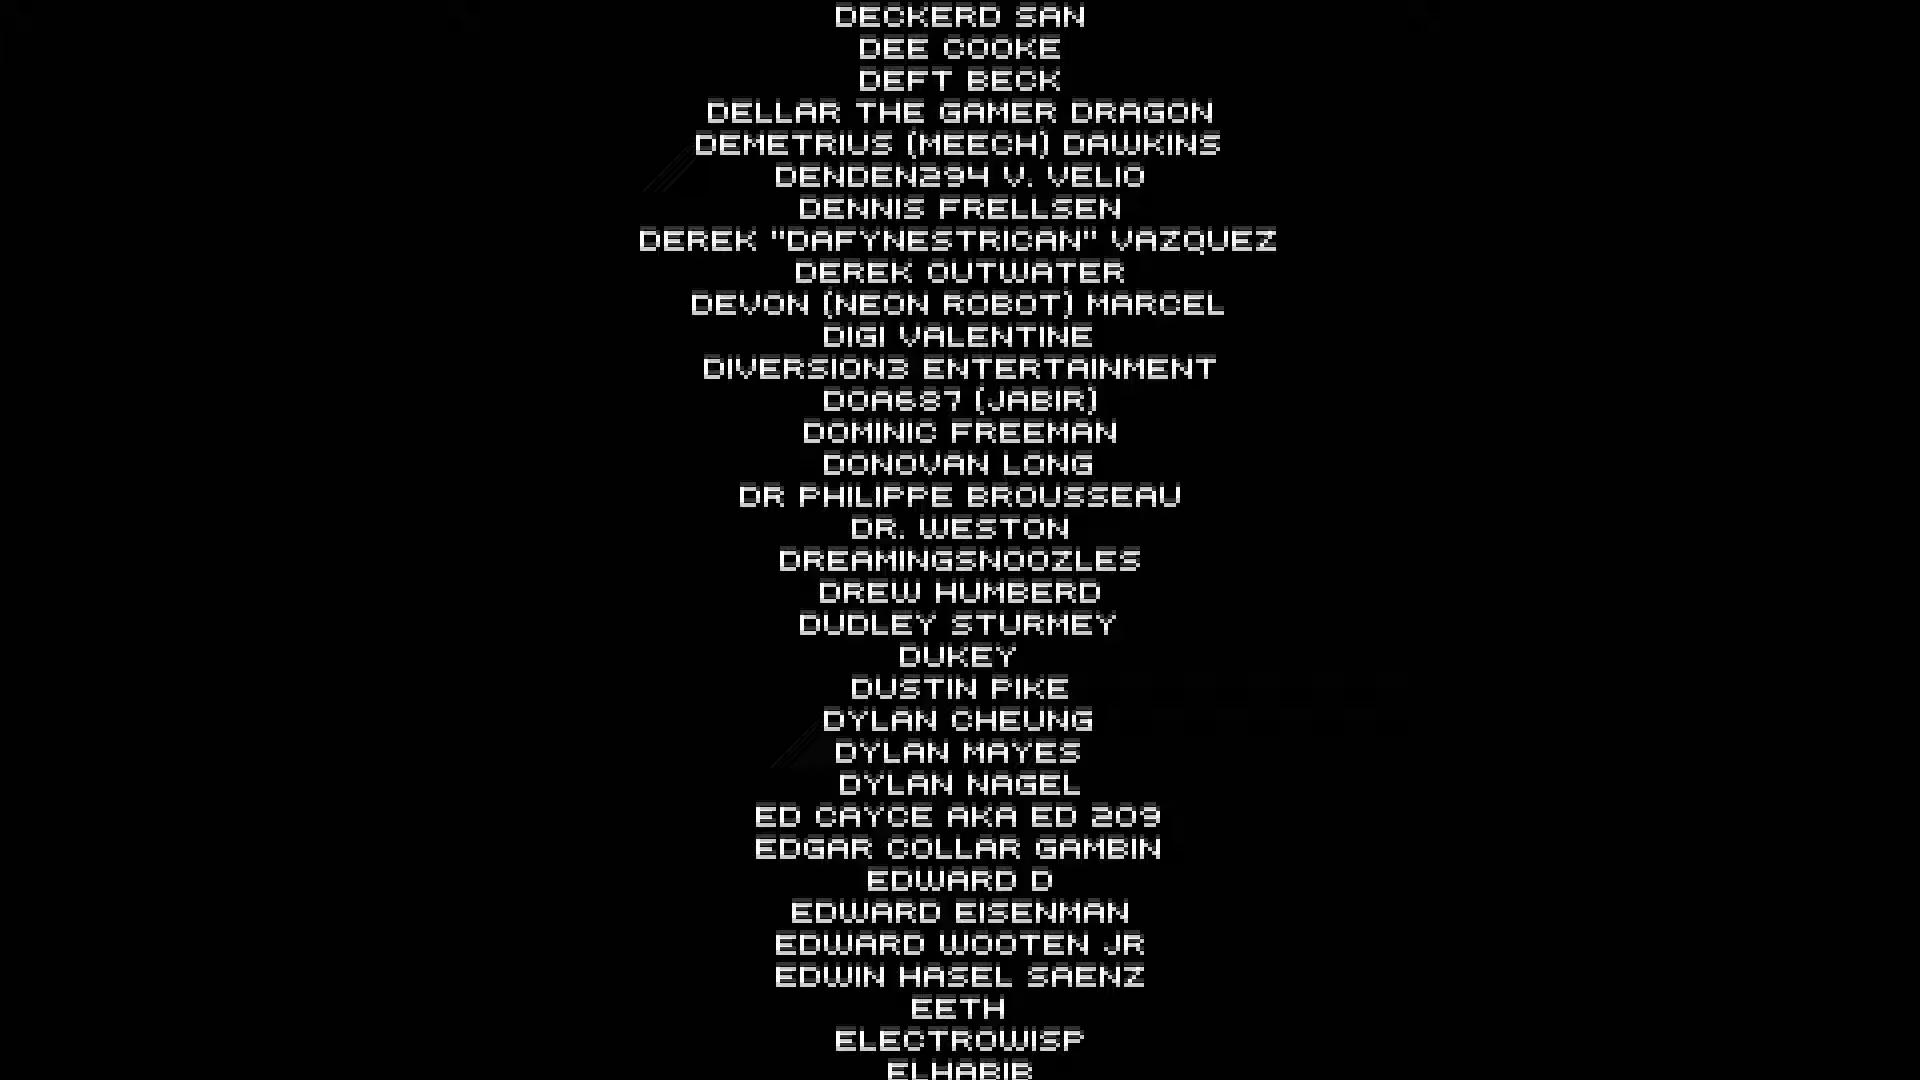 DECKERD SAN
DEE COOKE
DEFT BECK
DELLAR THE GAMER DRAGON
DEMETRIUS (MEECH) DAWKINS
DENDEN294 V. VELIO
DENNIS FRELLSEN
DEREK "DAFYNESTRICAN" VAZQUEZ
DEREK OUTWATER
DEVON (NEON ROBOT) MARCEL
DIGI VALENTINE
DIVERSION3 ENTERTAINMENT
DOA687 (JABIR)
DOMINIC FREEMAN
DONOVAN LONG
DR PHILIPPE BROUSSEAU
DR. WESTON
DREAMINGSNOOZLES
DREW HUMBERD
DUDLEY STURMEY
DUKEY
DUSTIN PIKE
DYLAN CHEUNG
DYLAN MAYES
DYLAN NAGEL
ED CAYCE AKA ED 209
EDGAR COLLAR GAMBIN
EDWARD D
EDWARD EISENMAN
EDWARD WOOTEN JR
EDWIN HASEL SAENZ
EETH
ELECTROWISP
ELHABIB